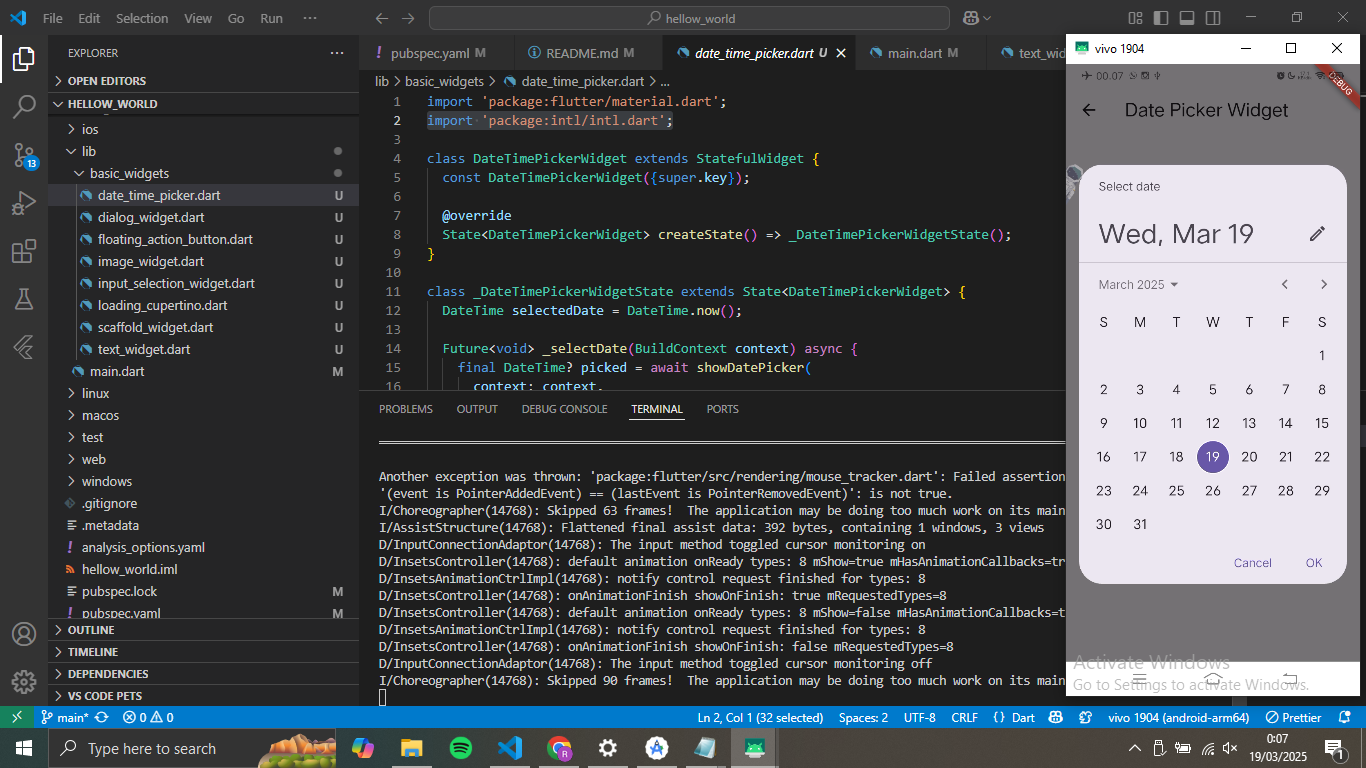 File Edit Selection View Go Run ···
hellow_world
EXPLORER
OPEN EDITORS
HELLOW_WORLD
ios
lib
basic_widgets
date_time_picker.dart U
dialog_widget.dart U
floating_action_button.dart U
image_widget.dart U
input_selection_widget.dart U
loading_cupertino.dart U
scaffold_widget.dart U
text_widget.dart U
main.dart M
linux
macos
test
web
windows
.gitignore
.metadata
analysis_options.yaml
hellow_world.iml
pubspec.lock M
pubspec.yaml M
OUTLINE
TIMELINE
DEPENDENCIES
VS CODE PETS
13
pubspec.yaml M README.md M date_time_picker.dart U main.dart M text_wid
lib > basic_widgets > date_time_picker.dart > ...
1 import 'package:flutter/material.dart';
2 import 'package:intl/intl.dart';
3
4 class DateTimePickerWidget extends StatefulWidget {
5 const DateTimePickerWidget({super.key});
6
7 @override
8 State<DateTimePickerWidget> createState() => _DateTimePickerWidgetState();
9 }
10
11 class _DateTimePickerWidgetState extends State<DateTimePickerWidget> {
12 DateTime selectedDate = DateTime.now();
13
14 Future<void> _selectDate(BuildContext context) async {
15 final DateTime? picked = await showDatePicker(
16 context: context,
PROBLEMS OUTPUT DEBUG CONSOLE TERMINAL PORTS
Another exception was thrown: 'package:flutter/src/rendering/mouse_tracker.dart': Failed assertion
'(event is PointerAddedEvent) == (lastEvent is PointerRemovedEvent)': is not true.
I/Choreographer(14768): Skipped 63 frames!  The application may be doing too much work on its main
I/AssistStructure(14768): Flattened final assist data: 392 bytes, containing 1 windows, 3 views
D/InputConnectionAdaptor(14768): The input method toggled cursor monitoring on
D/InsetsController(14768): default animation onReady types: 8 mShow=true mHasAnimationCallbacks=tr
D/InsetsAnimationCtrlImpl(14768): notify control request finished for types: 8
D/InsetsController(14768): onAnimationFinish showOnFinish: true mRequestedTypes=8
D/InsetsController(14768): default animation onReady types: 8 mShow=false mHasAnimationCallbacks=t
D/InsetsAnimationCtrlImpl(14768): notify control request finished for types: 8
D/InsetsController(14768): onAnimationFinish showOnFinish: false mRequestedTypes=8
D/InputConnectionAdaptor(14768): The input method toggled cursor monitoring off
I/Choreographer(14768): Skipped 90 frames!  The application may be doing too much work on its main
vivo 1904
00.07
DEBUG
Date Picker Widget
Select date
Wed, Mar 19
March 2025
S M T W T F S
1
2 3 4 5 6 7 8
9 10 11 12 13 14 15
16 17 18 19 20 21 22
23 24 25 26 27 28 29
30 31
Cancel OK
Activate Windows
Go to Settings to activate Windows.
main* 0 0 Ln 2, Col 1 (32 selected) Spaces: 2 UTF-8 CRLF {} Dart vivo 1904 (android-arm64) Prettier
Type here to search
0:07
19/03/2025
1